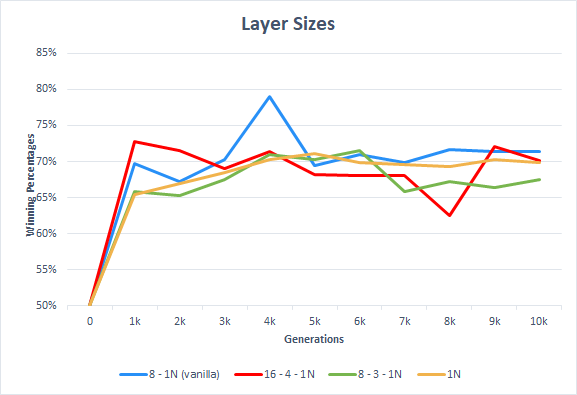 Layer Sizes
85%
80%
75%
70%
65%
60%
55%
50%
Winning Percentages
0 1k 2k 3k 4k 5k 6k 7k 8k 9k 10k
Generations
8 - 1N (vanilla) 16 - 4 - 1N 8 - 3 - 1N 1N